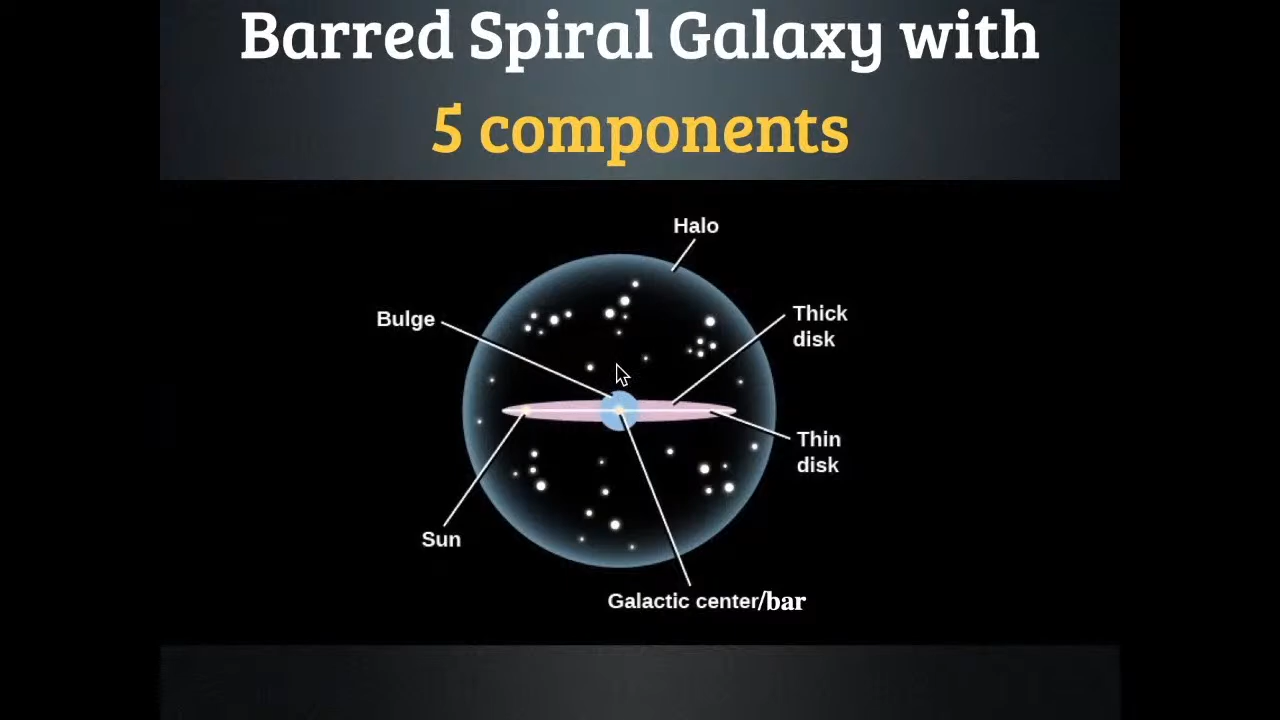 Barred Spiral Galaxy with
5 components
Halo
Bulge
Thick
disk
Thin
disk
Sun
Galactic center/bar